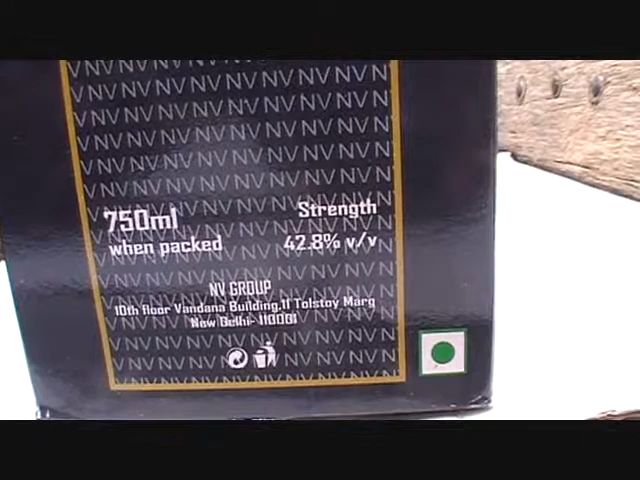 750ml
when packed
Strength
42.8% v/v
NV GROUP
10th floor Vandana Building, 11 Tolstoy Marg
New Delhi- 110001